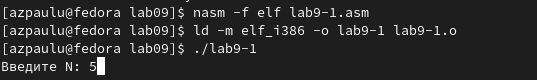 [azpaulu@fedora lab09]$ nasm -f elf lab9-1.asm
[azpaulu@fedora lab09]$ ld -m elf_i386 -o lab9-1 lab9-1.o
[azpaulu@fedora lab09]$ ./lab9-1
Введите N: 5